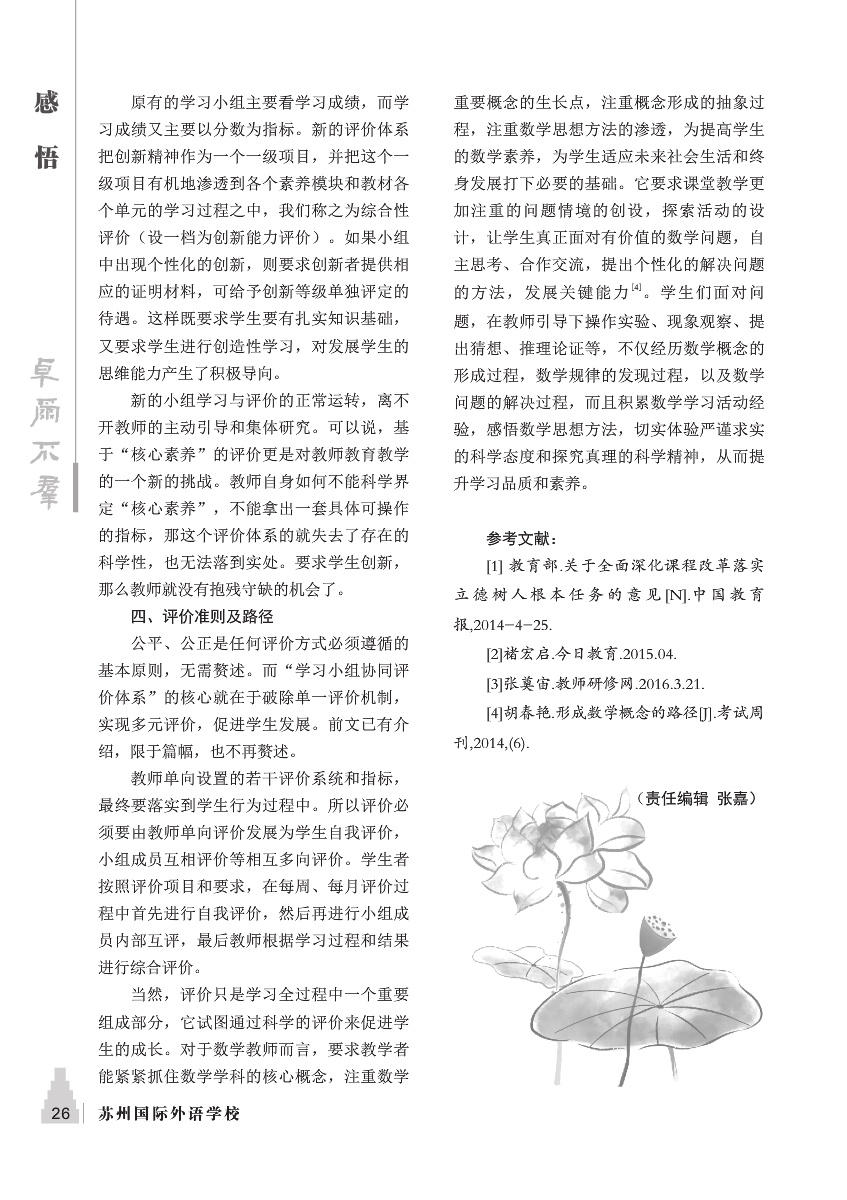 感
悟
卓
爾
不
羣
原有的学习小组主要看学习成绩，而学
习成绩又主要以分数为指标。新的评价体系
把创新精神作为一个一级项目，并把这个一
级项目有机地渗透到各个素养模块和教材各
个单元的学习过程之中，我们称之为综合性
评价（设一档为创新能力评价）。如果小组
中出现个性化的创新，则要求创新者提供相
应的证明材料，可给予创新等级单独评定的
待遇。这样既要求学生要有扎实知识基础，
又要求学生进行创造性学习，对发展学生的
思维能力产生了积极导向。
新的小组学习与评价的正常运转，离不
开教师的主动引导和集体研究。可以说，基
于“核心素养”的评价更是对教师教育教学
的一个新的挑战。教师自身如何不能科学界
定“核心素养”，不能拿出一套具体可操作
的指标，那这个评价体系的就失去了存在的
科学性，也无法落到实处。要求学生创新，
那么教师就没有抱残守缺的机会了。
四、评价准则及路径
公平、公正是任何评价方式必须遵循的
基本原则，无需赘述。而“学习小组协同评
价体系”的核心就在于破除单一评价机制，
实现多元评价，促进学生发展。前文已有介
绍，限于篇幅，也不再赘述。
教师单向设置的若干评价系统和指标，
最终要落实到学生行为过程中。所以评价必
须要由教师单向评价发展为学生自我评价，
小组成员互相评价等相互多向评价。学生者
按照评价项目和要求，在每周、每月评价过
程中首先进行自我评价，然后再进行小组成
员内部互评，最后教师根据学习过程和结果
进行综合评价。
当然，评价只是学习全过程中一个重要
组成部分，它试图通过科学的评价来促进学
生的成长。对于数学教师而言，要求教学者
能紧紧抓住数学学科的核心概念，注重数学
重要概念的生长点，注重概念形成的抽象过
程，注重数学思想方法的渗透，为提高学生
的数学素养，为学生适应未来社会生活和终
身发展打下必要的基础。它要求课堂教学更
加注重的问题情境的创设，探索活动的设
计，让学生真正面对有价值的数学问题，自
主思考、合作交流，提出个性化的解决问题
的方法，发展关键能力[4]。学生们面对问
题，在教师引导下操作实验、现象观察、提
出猜想、推理论证等，不仅经历数学概念的
形成过程，数学规律的发现过程，以及数学
问题的解决过程，而且积累数学学习活动经
验，感悟数学思想方法，切实体验严谨求实
的科学态度和探究真理的科学精神，从而提
升学习品质和素养。
参考文献：
[1] 教育部.关于全面深化课程改革落实
立德树人根本任务的意见[N].中国教育
报,2014-4-25.
[2]褚宏启.今日教育.2015.04.
[3]张奠宙.教师研修网.2016.3.21.
[4]胡春艳.形成数学概念的路径[J].考试周
刊,2014,(6).
（责任编辑 张嘉）
26 苏州国际外语学校